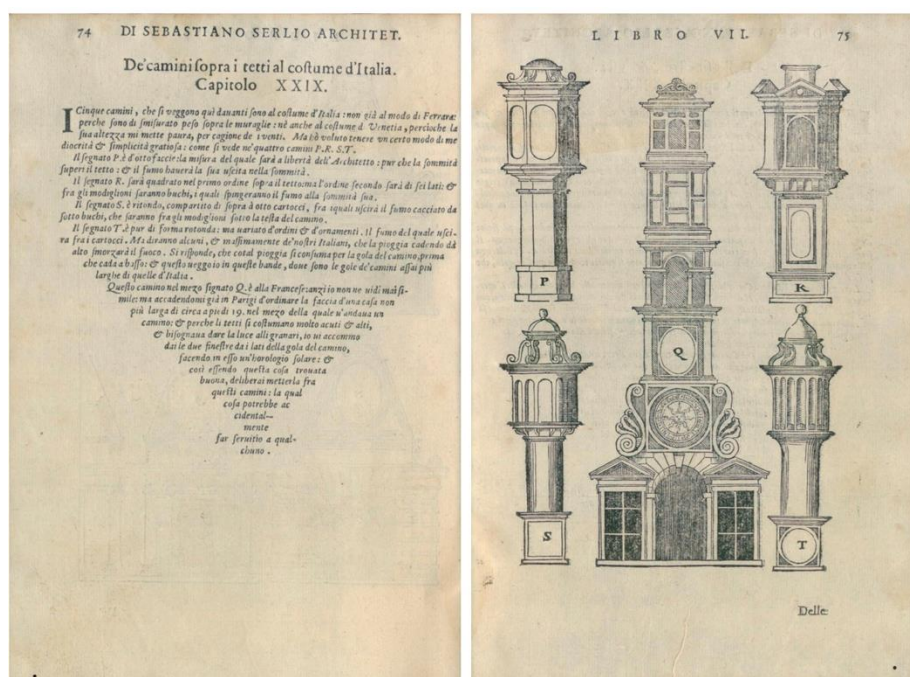 74 DI SEBASTIANO SERLIO ARCHITET.
De'camini ſopra i tetti al coſtume d'Italia.
Capitolo XXIX.
I Cinque camini, che ſi veggono quì dauanti ſono al coſtume d'Italia: non già al modo di Ferrara:
perche ſono di ſmiſurato peſo ſopra le muraglie: nè anche al coſtume d Venetia, percioche la
ſua altezza mi mette paura, per cagione de i venti. Ma hò voluto tenere vn certo modo di me
diocrità & ſimplicità gratioſa: come ſi vede ne'quattro camini P. R. S. T.
Il ſegnato P. è d'otto faccie: la miſura del quale ſarà a libertà dell'Architetto: pur che la ſommità
ſuperi il tetto: & il fumo hauerà la ſua vſcita nella ſommità.
Il ſegnato R. ſarà quadrato nel primo ordine ſopra il tetto: ma l'ordine ſecondo ſarà di ſei lati: &
fra gli modiglioni ſaranno buchi, i quali ſpingeranno il fumo alla ſommità ſua.
Il ſegnato S. è ritondo, compartito di ſopra à otto cartocci, fra i quali vſcirà il fumo cacciato da
ſotto buchi, che ſaranno fra gli modiglioni ſotto la teſta del camino.
Il ſegnato T. è pur di forma rotonda: ma uariato d'ordini & d'ornamenti. Il fumo del quale uſci-
ra fra i cartocci. Mi diranno alcuni, & maſſimamente de'noſtri Italiani, che la pioggia cadendo da
alto ſmorzarà il fuoco. Si riſponde, che cotal pioggia ſi conſuma per la gola del camino, prima
che cada a baſſo: & queſto ueggo io in queſte bande, doue ſono le gole de'camini aſſai più
larghe di quelle d'Italia.
Queſto camino nel mezo ſignato Q. è alla Franceſe: anzi io non ne uidi mai ſi-
mile: ma accadendomi già in Parigi d'ordinare la faccia d'una caſa non
più larga di circa a piedi 19. nel mezo della quale u'andaua un
camino: & perche li tetti ſi coſtumano molto acuti & alti,
& biſognaua dare la luce alli granari, io ui accommo
dai le due fineſtre da i lati della gola del camino,
facendo in eſſo un'horologio ſolare: &
coſi eſſendo queſta coſa trouata
buona, deliberai metterla fra
queſti camini: la qual
coſa potrebbe ac
cidental--
mente
far ſeruitio a qual-
chuno.
LIBRO VII. 75
P
R
Q
S
T
Delle